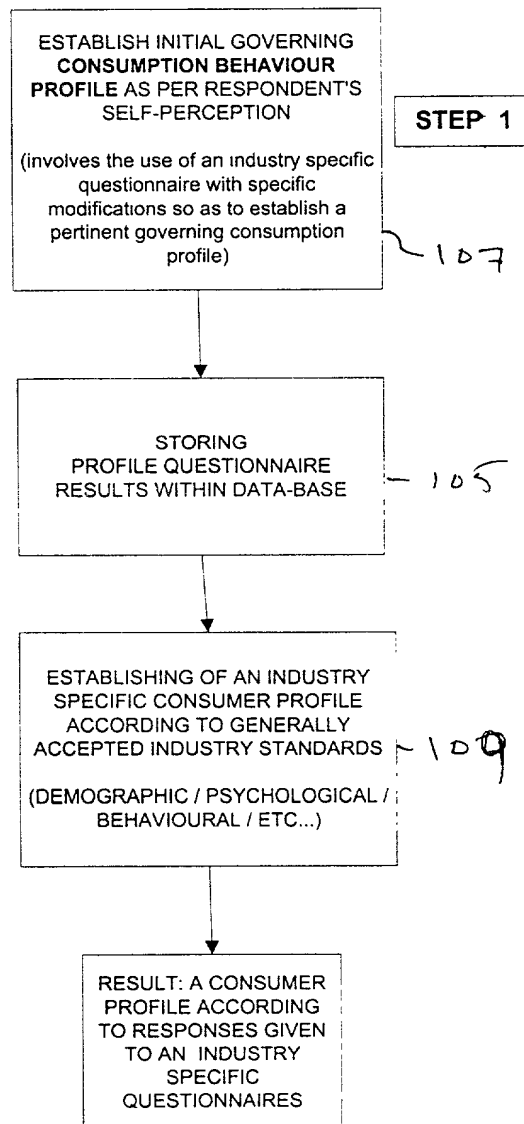 ESTABLISH INITIAL GOVERNING
CONSUMPTION BEHAVIOUR
PROFILE AS PER RESPONDENT'S
SELF-PERCEPTION
(involves the use of an industry specific
questionnaire with specific
modifications so as to establish a
pertinent governing consumption
profile)
STEP 1
107
STORING
PROFILE QUESTIONNAIRE
RESULTS WITHIN DATA-BASE
105
ESTABLISHING OF AN INDUSTRY
SPECIFIC CONSUMER PROFILE
ACCORDING TO GENERALLY
ACCEPTED INDUSTRY STANDARDS
(DEMOGRAPHIC / PSYCHOLOGICAL /
BEHAVIOURAL / ETC...)
109
RESULT: A CONSUMER
PROFILE ACCORDING
TO RESPONSES GIVEN
TO AN INDUSTRY
SPECIFIC
QUESTIONNAIRES